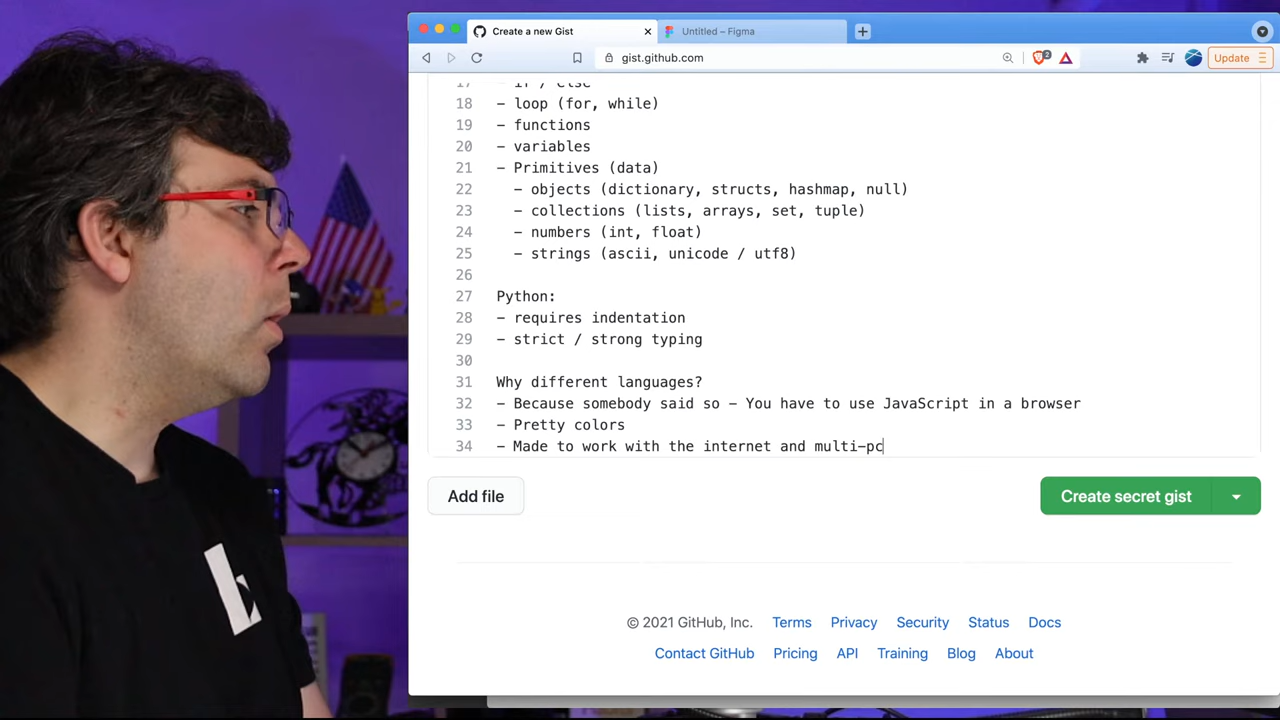 Create a new Gist
Untitled – Figma
gist.github.com
2
Update
17 - if / else
18 - loop (for, while)
19 - functions
20 - variables
21 - Primitives (data)
22 - objects (dictionary, structs, hashmap, null)
23 - collections (lists, arrays, set, tuple)
24 - numbers (int, float)
25 - strings (ascii, unicode / utf8)
26
27 Python:
28 - requires indentation
29 - strict / strong typing
30
31 Why different languages?
32 - Because somebody said so - You have to use JavaScript in a browser
33 - Pretty colors
34 - Made to work with the internet and multi-pc
Add file
Create secret gist
© 2021 GitHub, Inc. Terms Privacy Security Status Docs
Contact GitHub Pricing API Training Blog About